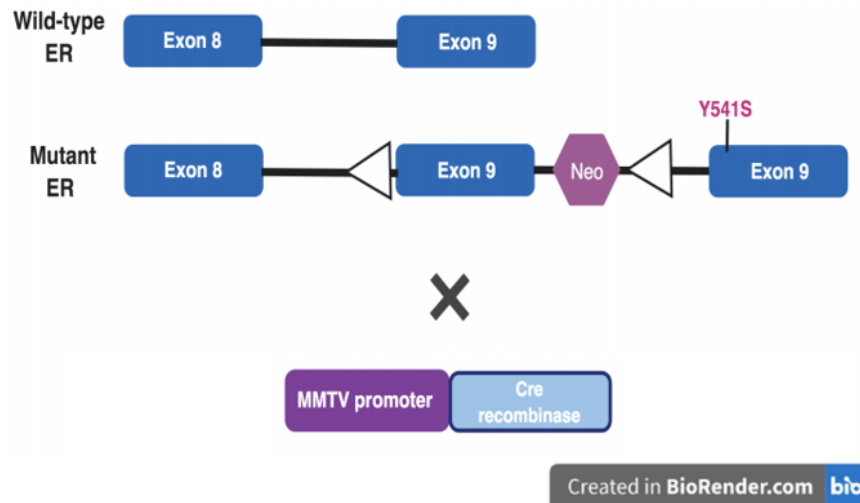 Wild-type
ER
Exon 8
Exon 9
Y541S
Mutant
ER
Exon 8
Exon 9
Neo
Exon 9
MMTV promoter
Cre
recombinase
Created in BioRender.com
bio